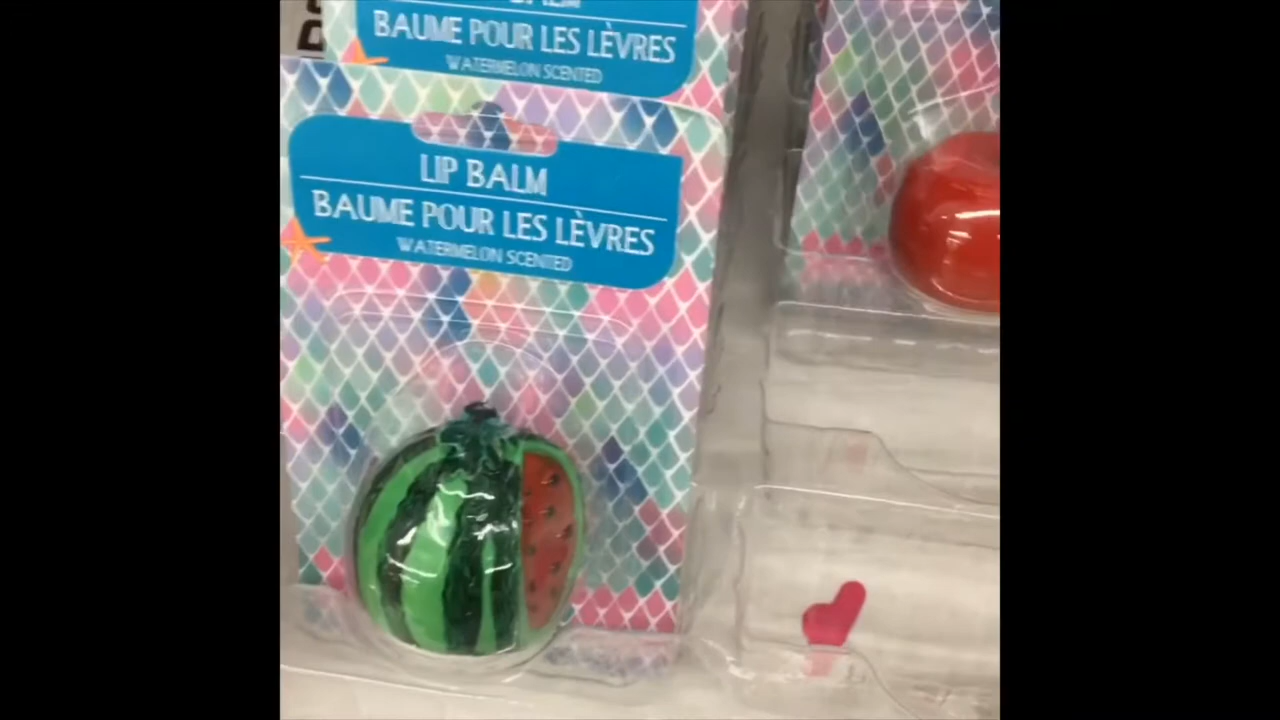 BAUME POUR LES LÈVRES
WATERMELON SCENTED
LIP BALM
BAUME POUR LES LÈVRES
WATERMELON SCENTED